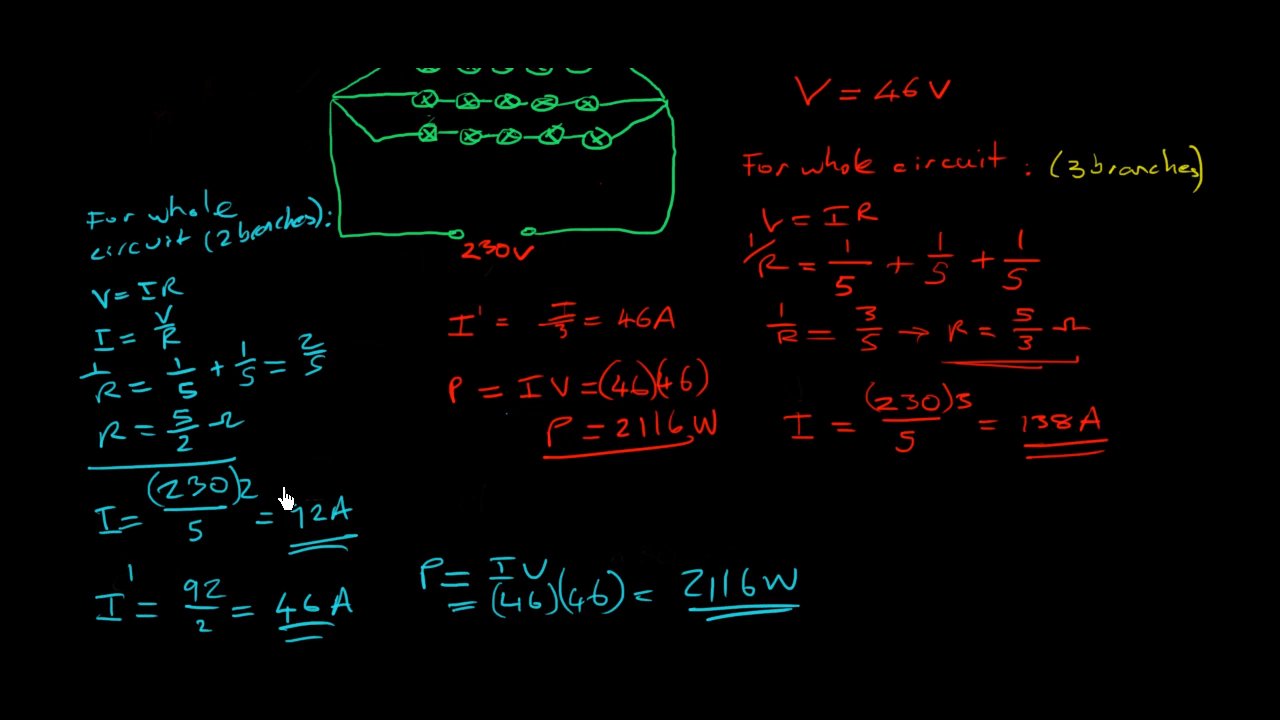 V = 46 V
For whole circuit : (3 branches)
V = IR
1/R = 1/5 + 1/5 + 1/5
1/R = 3/5 → R = 5/3 Ω
I = (230)3/5 = 138A
230V
I' = I/3 = 46A
P = IV = (46)(46)
P = 2116 W
For whole
circuit (2 branches):
V = IR
I = V/R
1/R = 1/5 + 1/5 = 2/5
R = 5/2 Ω
I = (230)2/5 = 92A
I' = 92/2 = 46A
P = IV
= (46)(46) = 2116W